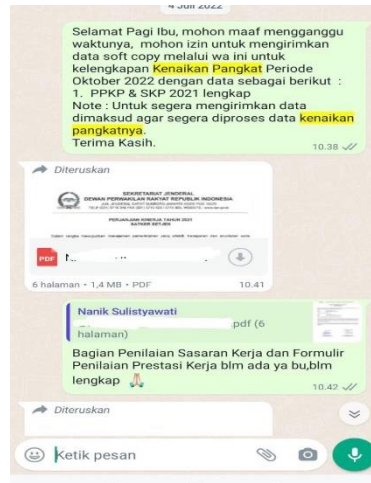 4 Juli 2022
Selamat Pagi Ibu, mohon maaf mengganggu
waktunya, mohon izin untuk mengirimkan
data soft copy melalui wa ini untuk
kelengkapan Kenaikan Pangkat Periode
Oktober 2022 dengan data sebagai berikut :
1. PPKP & SKP 2021 lengkap
Note : Untuk segera mengirimkan data
dimaksud agar segera diproses data kenaikan
pangkatnya.
Terima Kasih.
10.38
Diteruskan
SEKRETARIAT JENDERAL
DEWAN PERWAKILAN RAKYAT REPUBLIK INDONESIA
PERJANJIAN KINERJA TAHUN 2021
PDF
6 halaman • 1,4 MB • PDF
10.41
Nanik Sulistyawati
.pdf (6
halaman)
Bagian Penilaian Sasaran Kerja dan Formulir
Penilaian Prestasi Kerja blm ada ya bu,blm
lengkap 🙏
10.42
Diteruskan
Ketik pesan